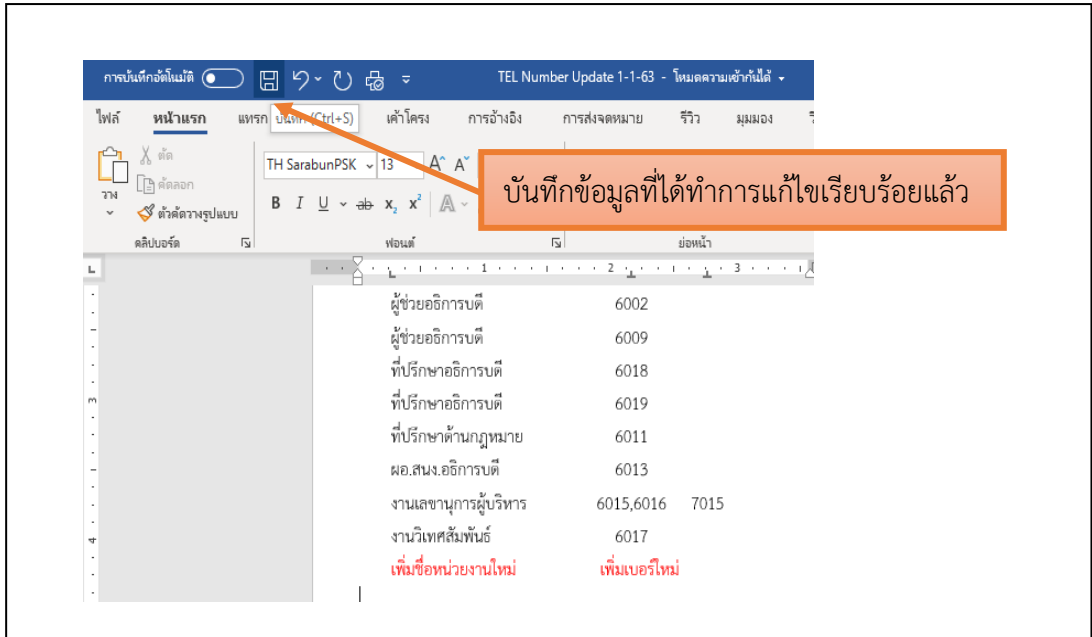 การบันทึกอัตโนมัติ TEL Number Update 1-1-63 - โหมดความเข้ากันได้
ไฟล์ หน้าแรก แทรก บันทึก (Ctrl+S) เค้าโครง การอ้างอิง การส่งจดหมาย รีวิว มุมมอง
ตัด
TH SarabunPSK 13 A A
คัดลอก
บันทึกข้อมูลที่ได้ทำการแก้ไขเรียบร้อยแล้ว
วาง
ตัวคัดวางรูปแบบ B I U ab x₂ x² A
คลิปบอร์ด ฟอนต์ ย่อหน้า
1 2 3
ผู้ช่วยอธิการบดี 6002
ผู้ช่วยอธิการบดี 6009
ที่ปรึกษาอธิการบดี 6018
3
ที่ปรึกษาอธิการบดี 6019
ที่ปรึกษาด้านกฎหมาย 6011
ผอ.สนง.อธิการบดี 6013
งานเลขานุการผู้บริหาร 6015,6016 7015
4
งานวิเทศสัมพันธ์ 6017
เพิ่มชื่อหน่วยงานใหม่ เพิ่มเบอร์ใหม่